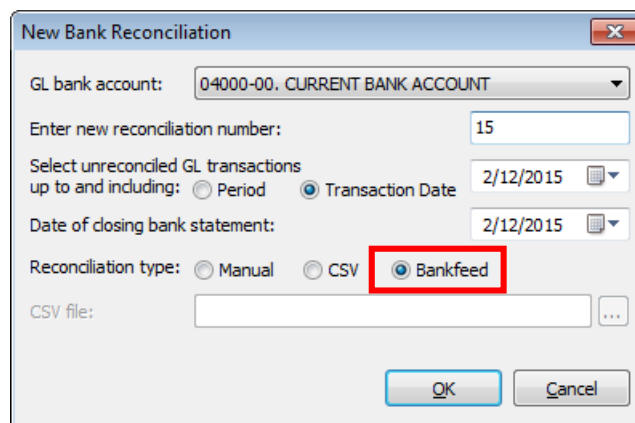 New Bank Reconciliation
GL bank account: 04000-00. CURRENT BANK ACCOUNT
Enter new reconciliation number: 15
Select unreconciled GL transactions
up to and including: Period Transaction Date 2/12/2015
Date of closing bank statement: 2/12/2015
Reconciliation type: Manual CSV Bankfeed
CSV file: ...
OK Cancel